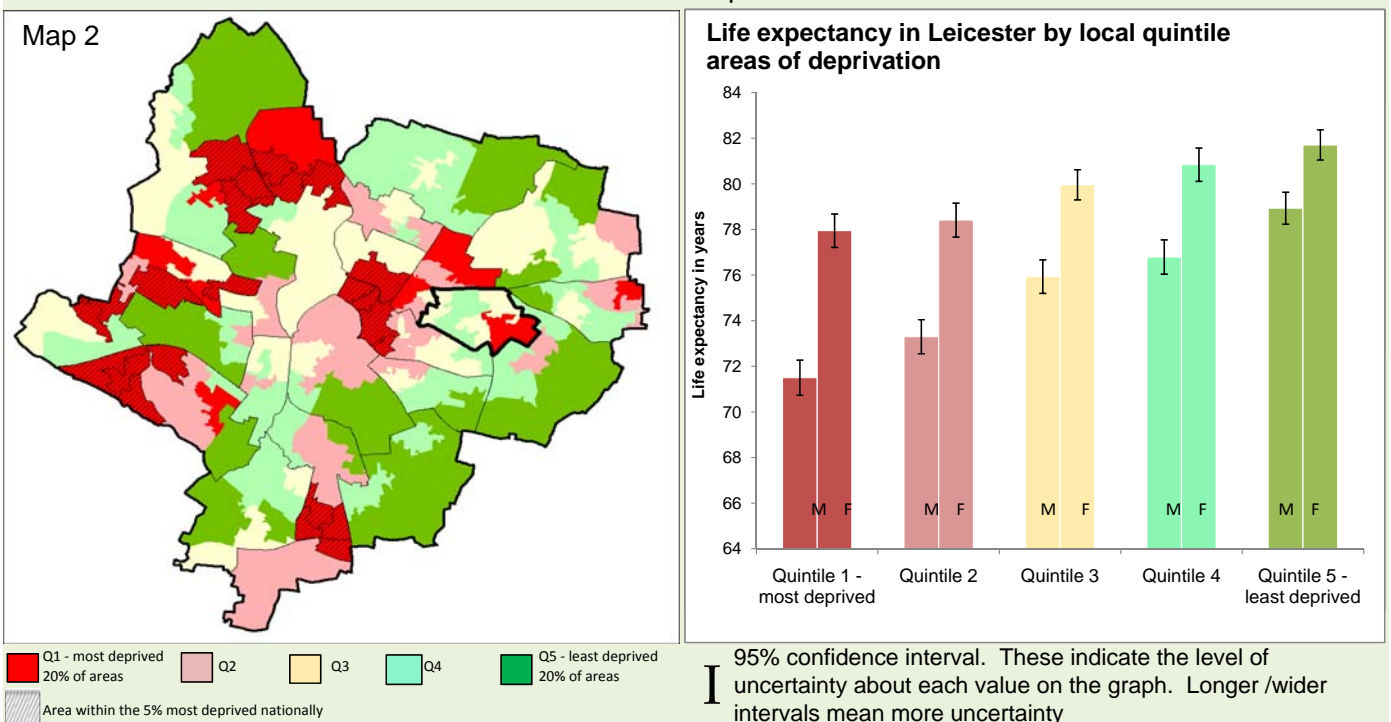 Map 2
Q1 - most deprived
20% of areas
Q2
Q3
Q4
Q5 - least deprived
20% of areas
Area within the 5% most deprived nationally
Life expectancy in Leicester by local quintile
areas of deprivation
Life expectancy in years
84
82
80
78
76
74
72
70
68
66
64
M F M F M F M F M F
Quintile 1 -
most deprived
Quintile 2
Quintile 3
Quintile 4
Quintile 5 -
least deprived
95% confidence interval. These indicate the level of
uncertainty about each value on the graph. Longer /wider
intervals mean more uncertainty